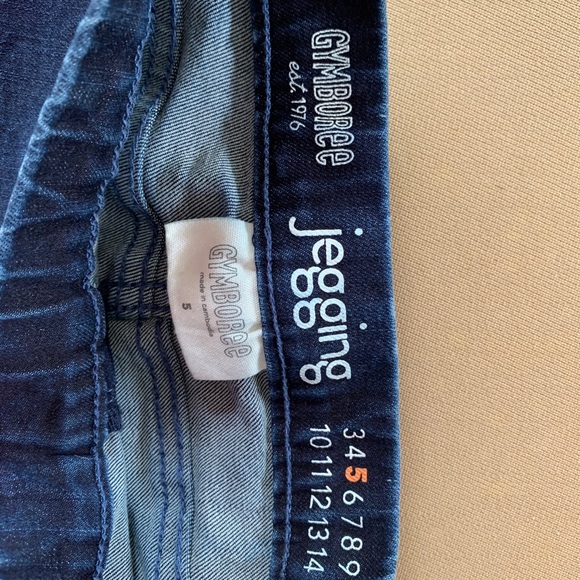 GYMBOREE
est. 1976
jegging
3 4 5 6 7 8 9
10 11 12 13 14
GYMBOREE
made in cambodia
5